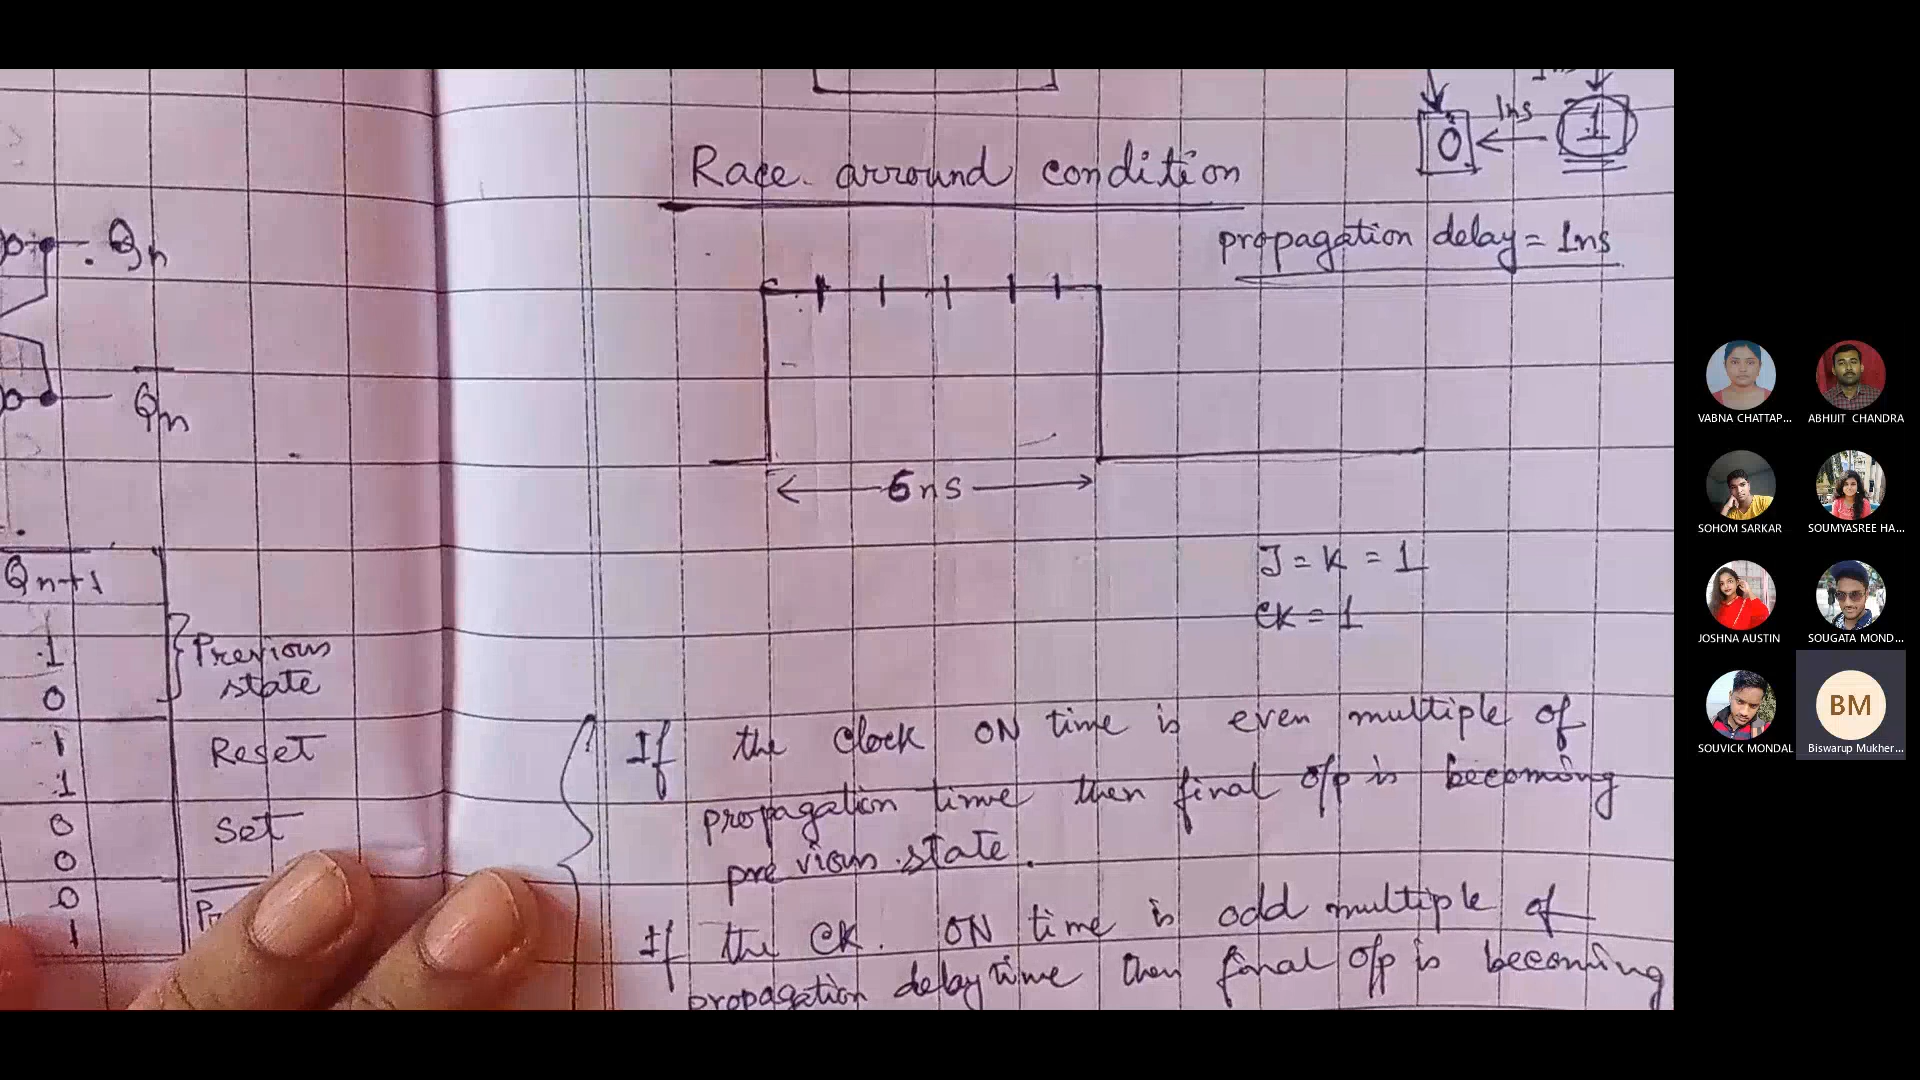 1ns
0
1
Race arround condition
propagation delay = 1ns
Qn
Qn
6ns
J = K = 1
CK = 1
Qn+1
1
0
Previous
state
1
1
Reset
0
0
Set
0
1
If the clock ON time is even multiple of
propagation time then final o/p is becoming
previous state.
If the CK. ON time is odd multiple of
propagation delay time then final o/p is becoming
VABNA CHATTAP...
ABHIJIT CHANDRA
SOHOM SARKAR
SOUMYASREE HA...
JOSHNA AUSTIN
SOUGATA MOND...
SOUVICK MONDAL
BM
Biswarup Mukher...